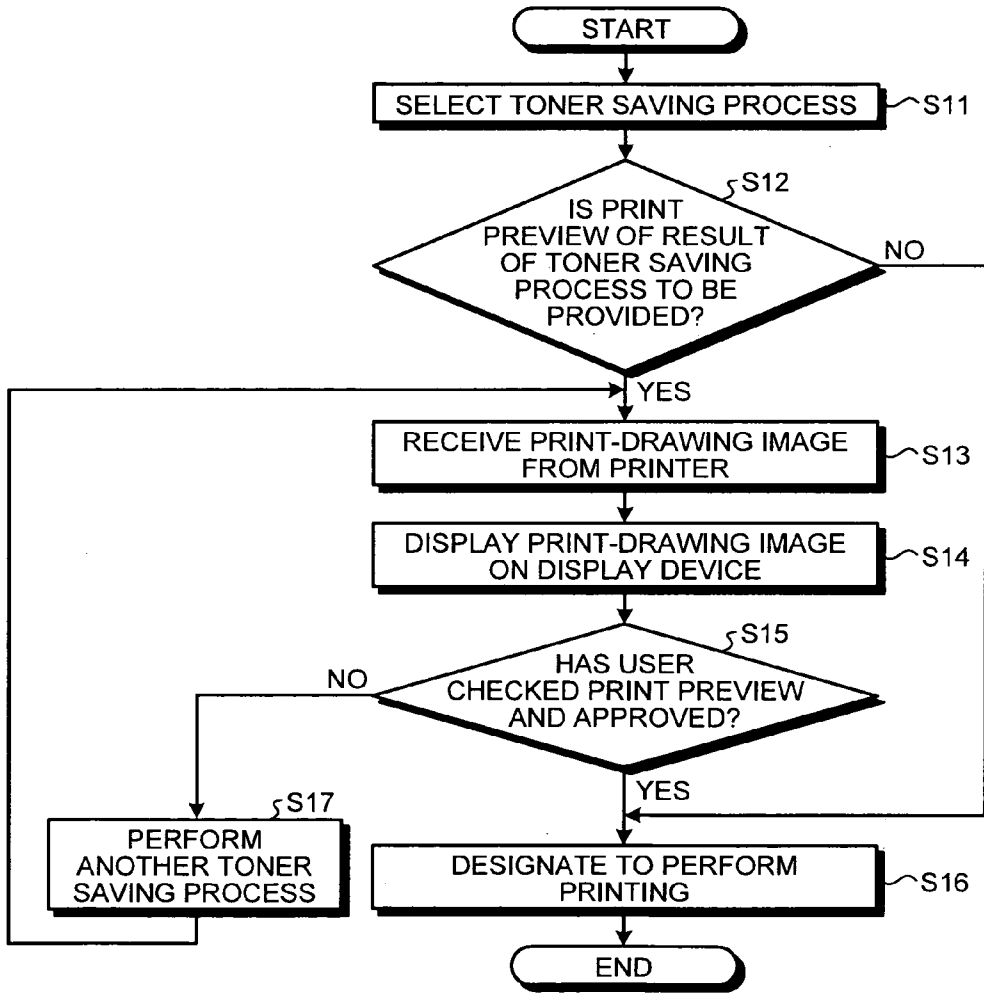 START
SELECT TONER SAVING PROCESS
S11
S12
IS PRINT
PREVIEW OF RESULT
OF TONER SAVING
PROCESS TO BE
PROVIDED?
NO
YES
RECEIVE PRINT-DRAWING IMAGE
FROM PRINTER
S13
DISPLAY PRINT-DRAWING IMAGE
ON DISPLAY DEVICE
S14
S15
HAS USER
CHECKED PRINT PREVIEW
AND APPROVED?
NO
YES
S17
PERFORM
ANOTHER TONER
SAVING PROCESS
DESIGNATE TO PERFORM
PRINTING
S16
END